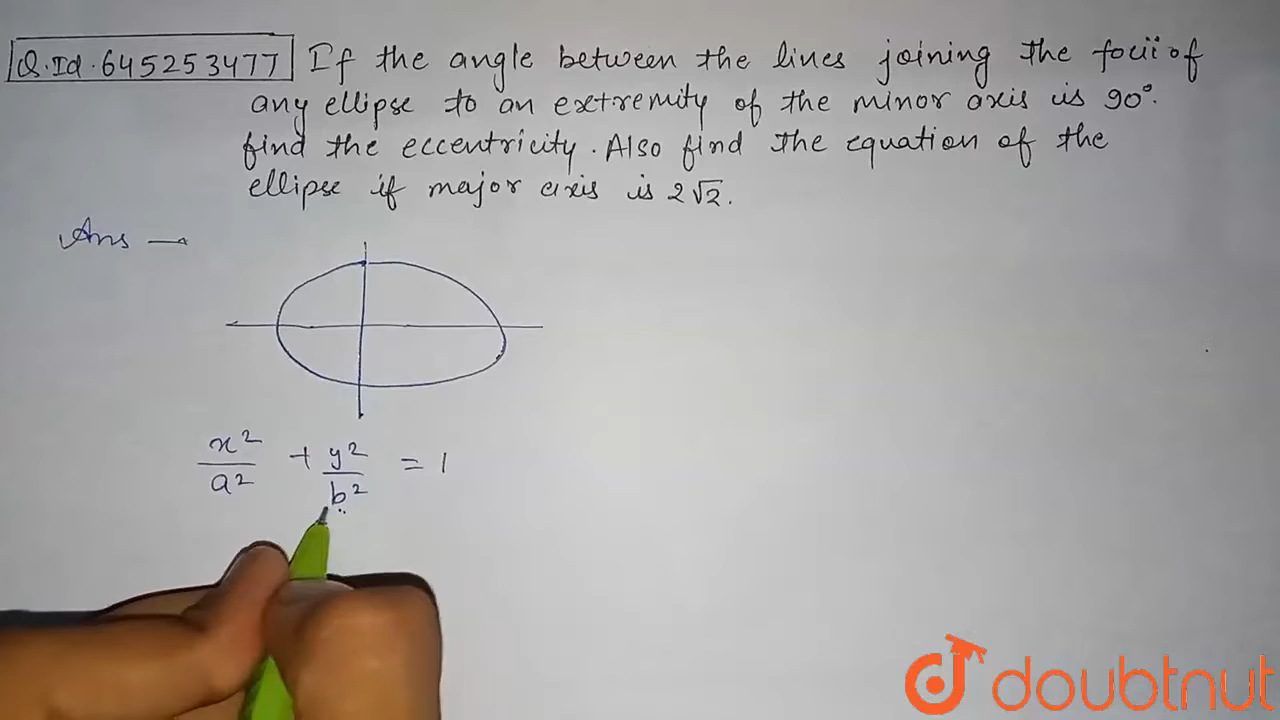 Q.Id.645253477 If the angle between the lines joining the focii of
any ellipse to an extremity of the minor axis is 90°.
find the eccentricity. Also find the equation of the
ellipse if major axis is 2√2.
Ans →
x²/a² + y²/b² = 1
doubtnut